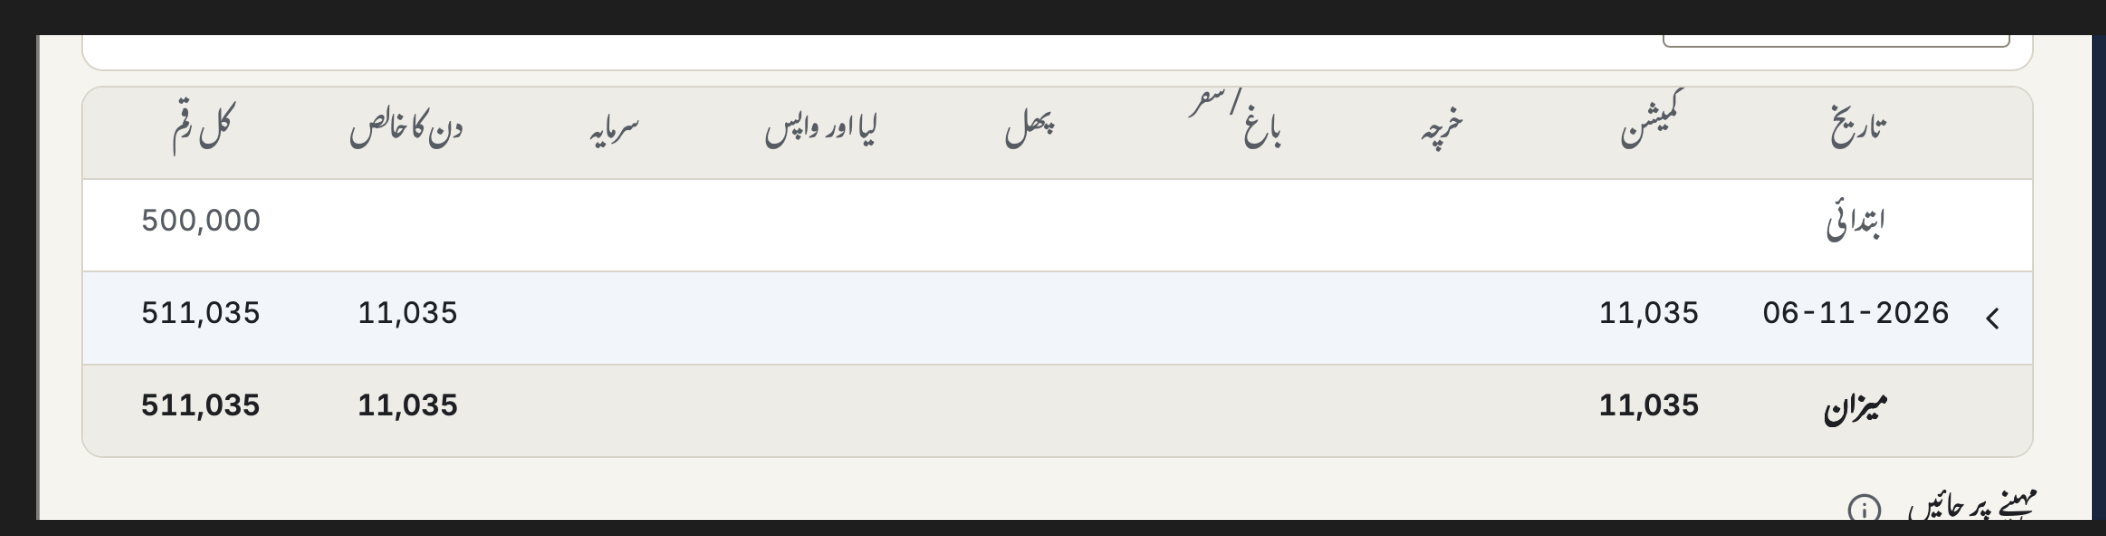 تاریخ کمیشن خرچہ باغ/سفر پھل لیا اور واپس سرمایہ دن کا خالص کل رقم
ابتدائی 500,000
06-11-2026 11,035 11,035 511,035
میزان 11,035 11,035 511,035
مہینے پر جائیں